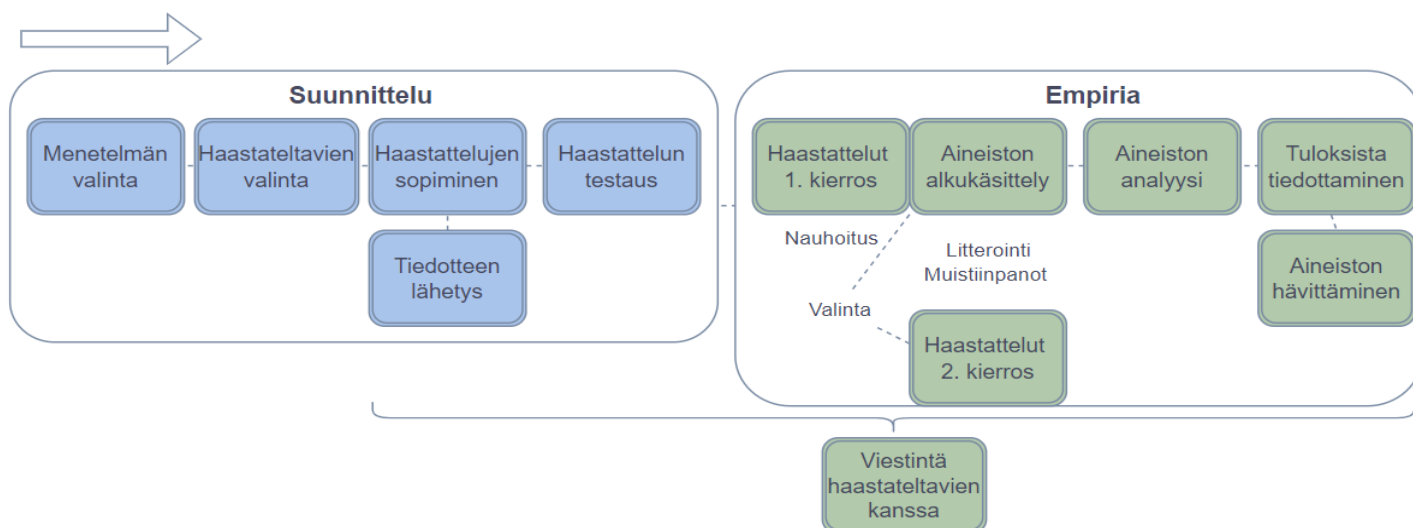 Suunnittelu
Menetelmän
valinta
Haastateltavien
valinta
Haastattelujen
sopiminen
Haastattelun
testaus
Tiedotteen
lähetys
Empiria
Haastattelut
1. kierros
Aineiston
alkukäsittely
Aineiston
analyysi
Tuloksista
tiedottaminen
Nauhoitus
Litterointi
Muistiinpanot
Aineiston
hävittäminen
Valinta
Haastattelut
2. kierros
Viestintä
haastateltavien
kanssa